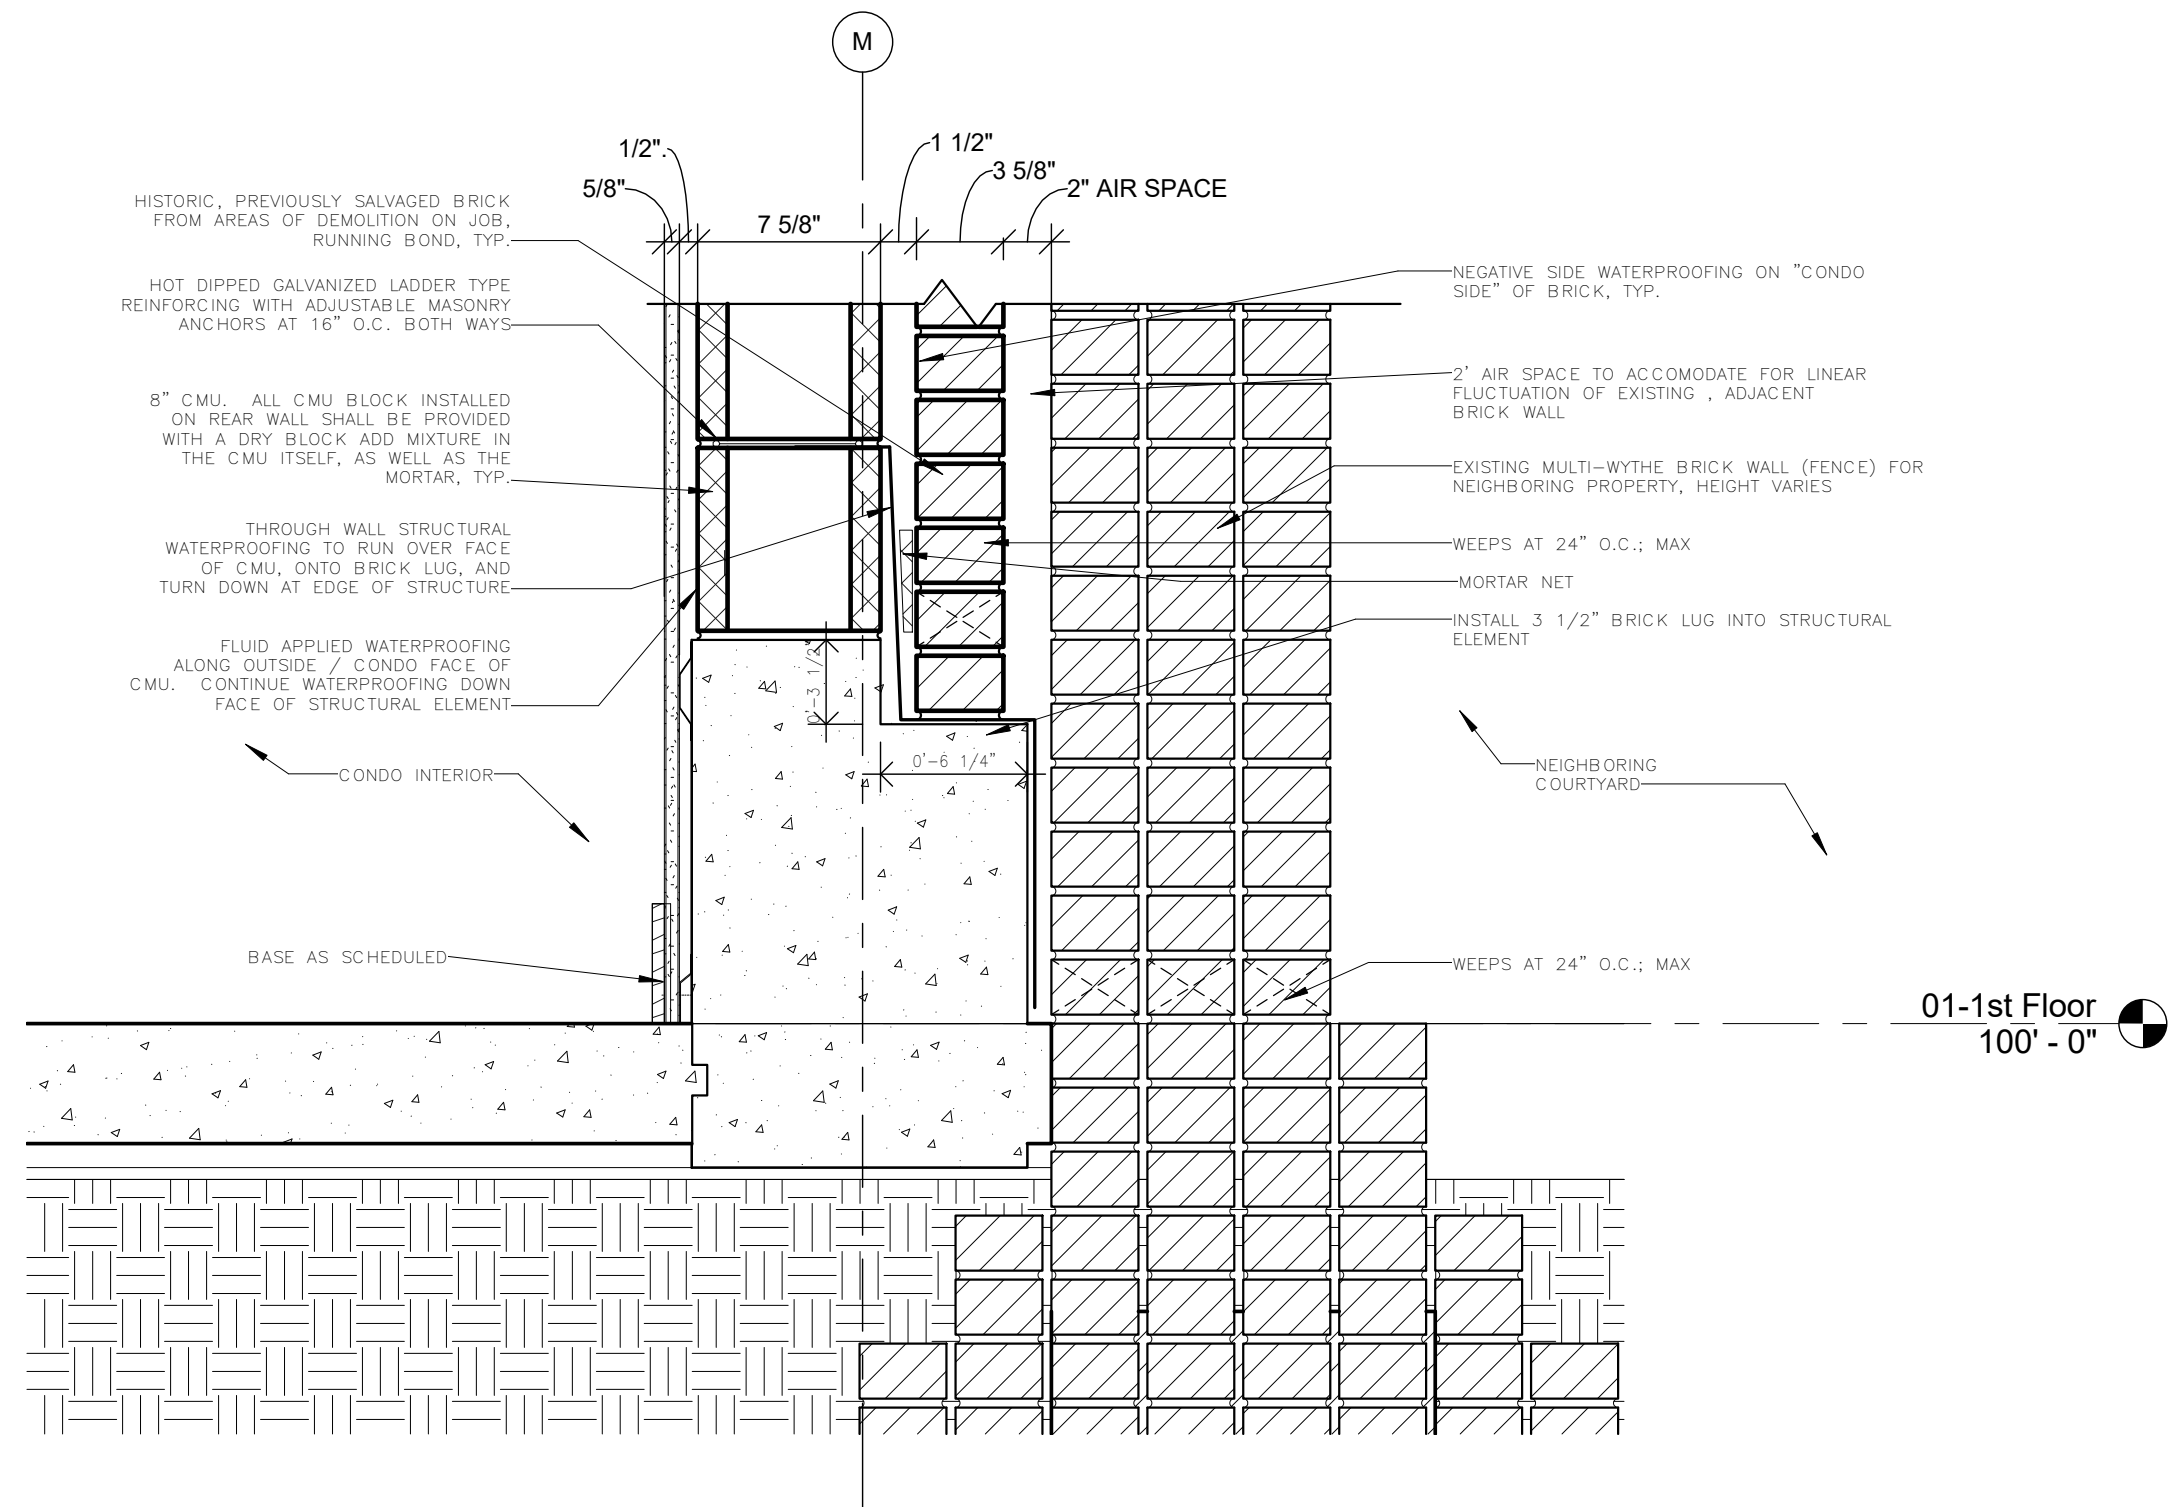 M
1/2".
5/8"
7 5/8"
1 1/2"
3 5/8"
2" AIR SPACE
HISTORIC, PREVIOUSLY SALVAGED BRICK
FROM AREAS OF DEMOLITION ON JOB,
RUNNING BOND, TYP.
HOT DIPPED GALVANIZED LADDER TYPE
REINFORCING WITH ADJUSTABLE MASONRY
ANCHORS AT 16" O.C. BOTH WAYS
8" CMU. ALL CMU BLOCK INSTALLED
ON REAR WALL SHALL BE PROVIDED
WITH A DRY BLOCK ADD MIXTURE IN
THE CMU ITSELF, AS WELL AS THE
MORTAR, TYP.
THROUGH WALL STRUCTURAL
WATERPROOFING TO RUN OVER FACE
OF CMU, ONTO BRICK LUG, AND
TURN DOWN AT EDGE OF STRUCTURE
FLUID APPLIED WATERPROOFING
ALONG OUTSIDE / CONDO FACE OF
CMU. CONTINUE WATERPROOFING DOWN
FACE OF STRUCTURAL ELEMENT
CONDO INTERIOR
BASE AS SCHEDULED
0'-3 1/2"
0'-6 1/4"
NEGATIVE SIDE WATERPROOFING ON "CONDO
SIDE" OF BRICK, TYP.
2' AIR SPACE TO ACCOMODATE FOR LINEAR
FLUCTUATION OF EXISTING , ADJACENT
BRICK WALL
EXISTING MULTI-WYTHE BRICK WALL (FENCE) FOR
NEIGHBORING PROPERTY, HEIGHT VARIES
WEEPS AT 24" O.C.; MAX
MORTAR NET
INSTALL 3 1/2" BRICK LUG INTO STRUCTURAL
ELEMENT
NEIGHBORING
COURTYARD
WEEPS AT 24" O.C.; MAX
01-1st Floor
100' - 0"